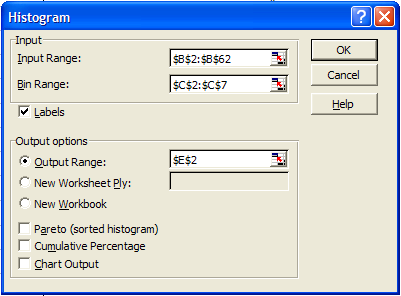 Histogram
Input
Input Range: $B$2:$B$62
Bin Range: $C$2:$C$7
Labels
Output options
Output Range: $E$2
New Worksheet Ply:
New Workbook
Pareto (sorted histogram)
Cumulative Percentage
Chart Output
OK
Cancel
Help